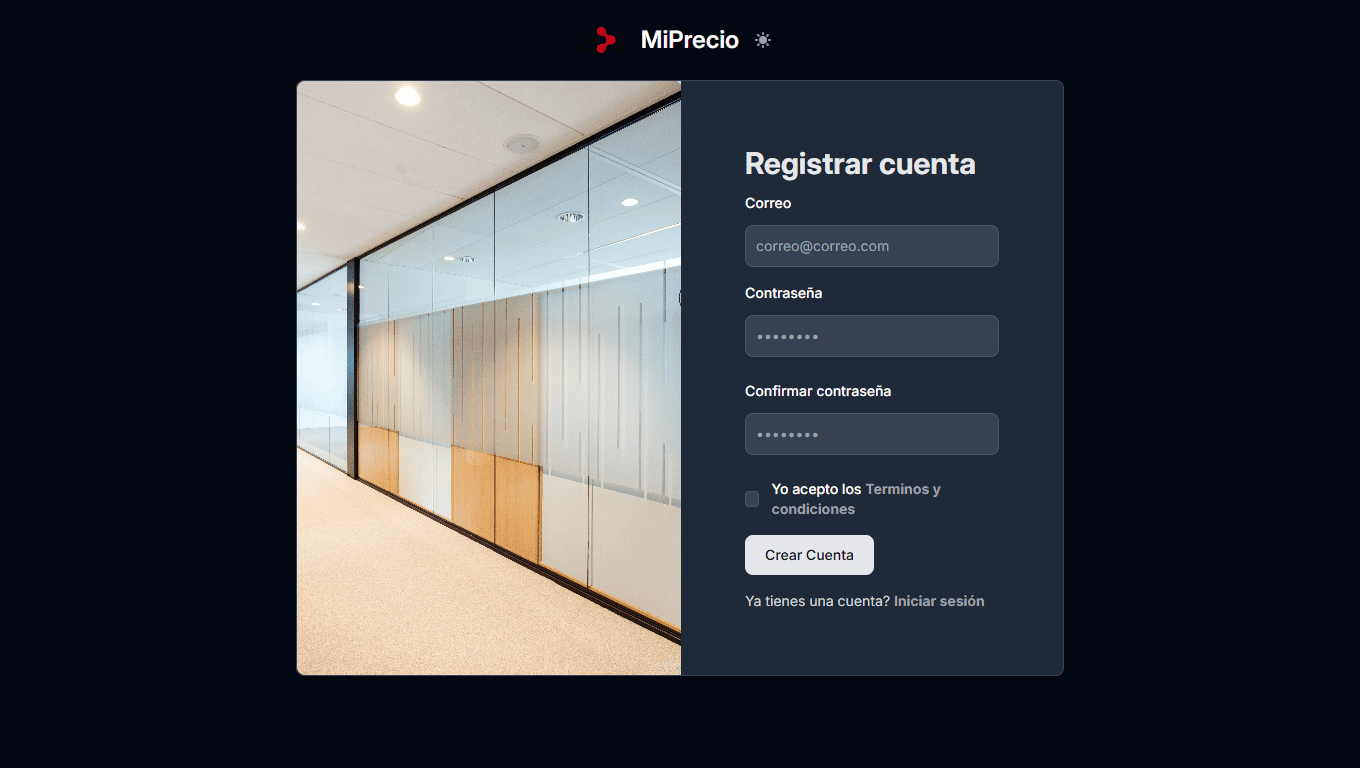 MiPrecio
Registrar cuenta
Correo
correo@correo.com
Contraseña
••••••••
Confirmar contraseña
••••••••
Yo acepto los Terminos y
condiciones
Crear Cuenta
Ya tienes una cuenta? Iniciar sesión